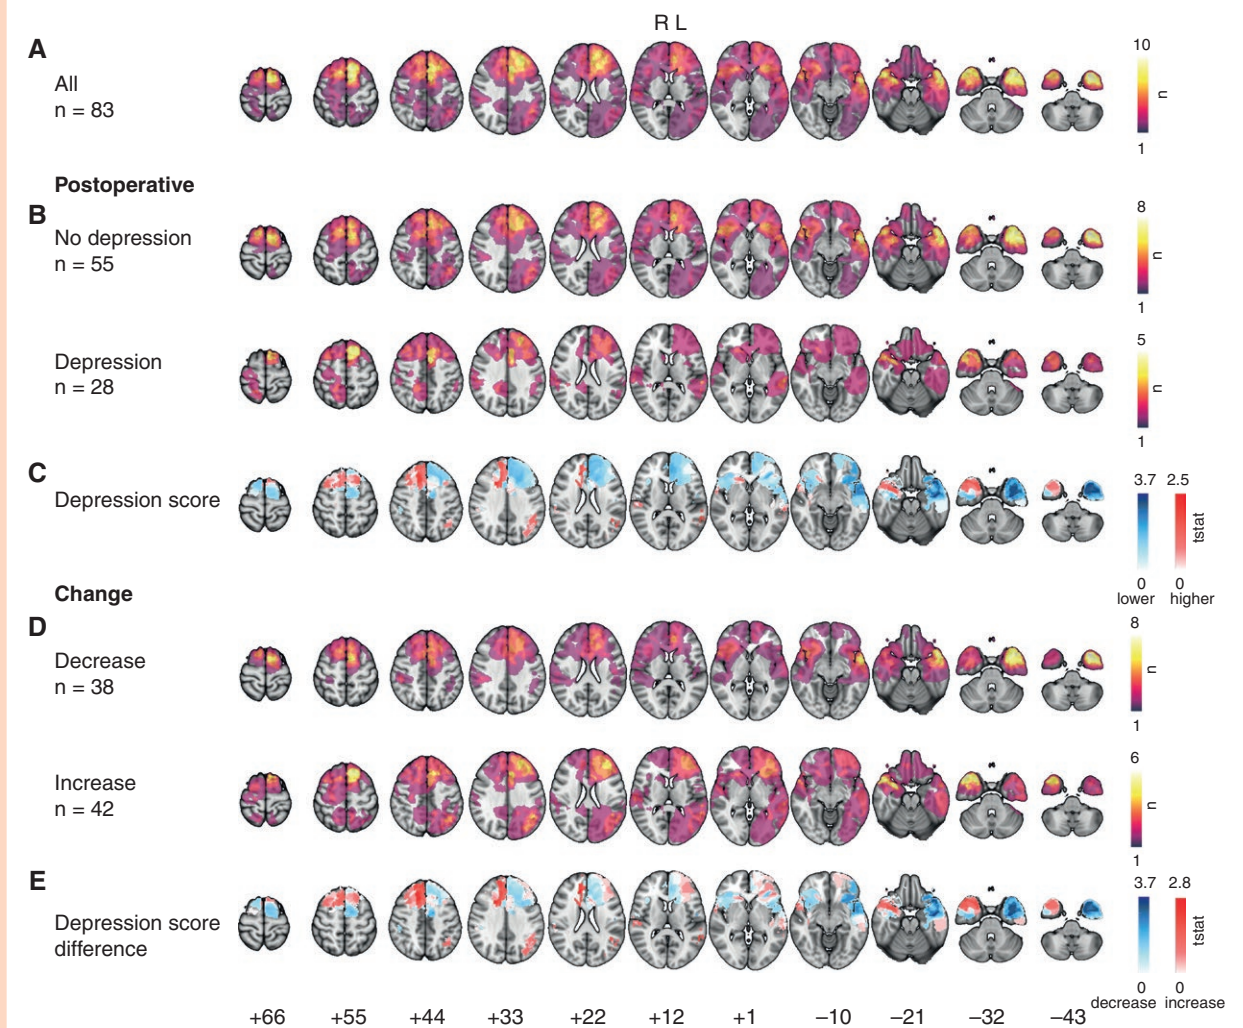 R L
A
All
n = 83
10
n
1
Postoperative
B
No depression
n = 55
8
n
1
Depression
n = 28
5
n
1
C
Depression score
3.7 2.5
tstat
0 0
lower higher
Change
D
Decrease
n = 38
8
n
1
Increase
n = 42
6
n
1
E
Depression score
difference
3.7 2.8
tstat
0 0
decrease increase
+66 +55 +44 +33 +22 +12 +1 –10 –21 –32 –43